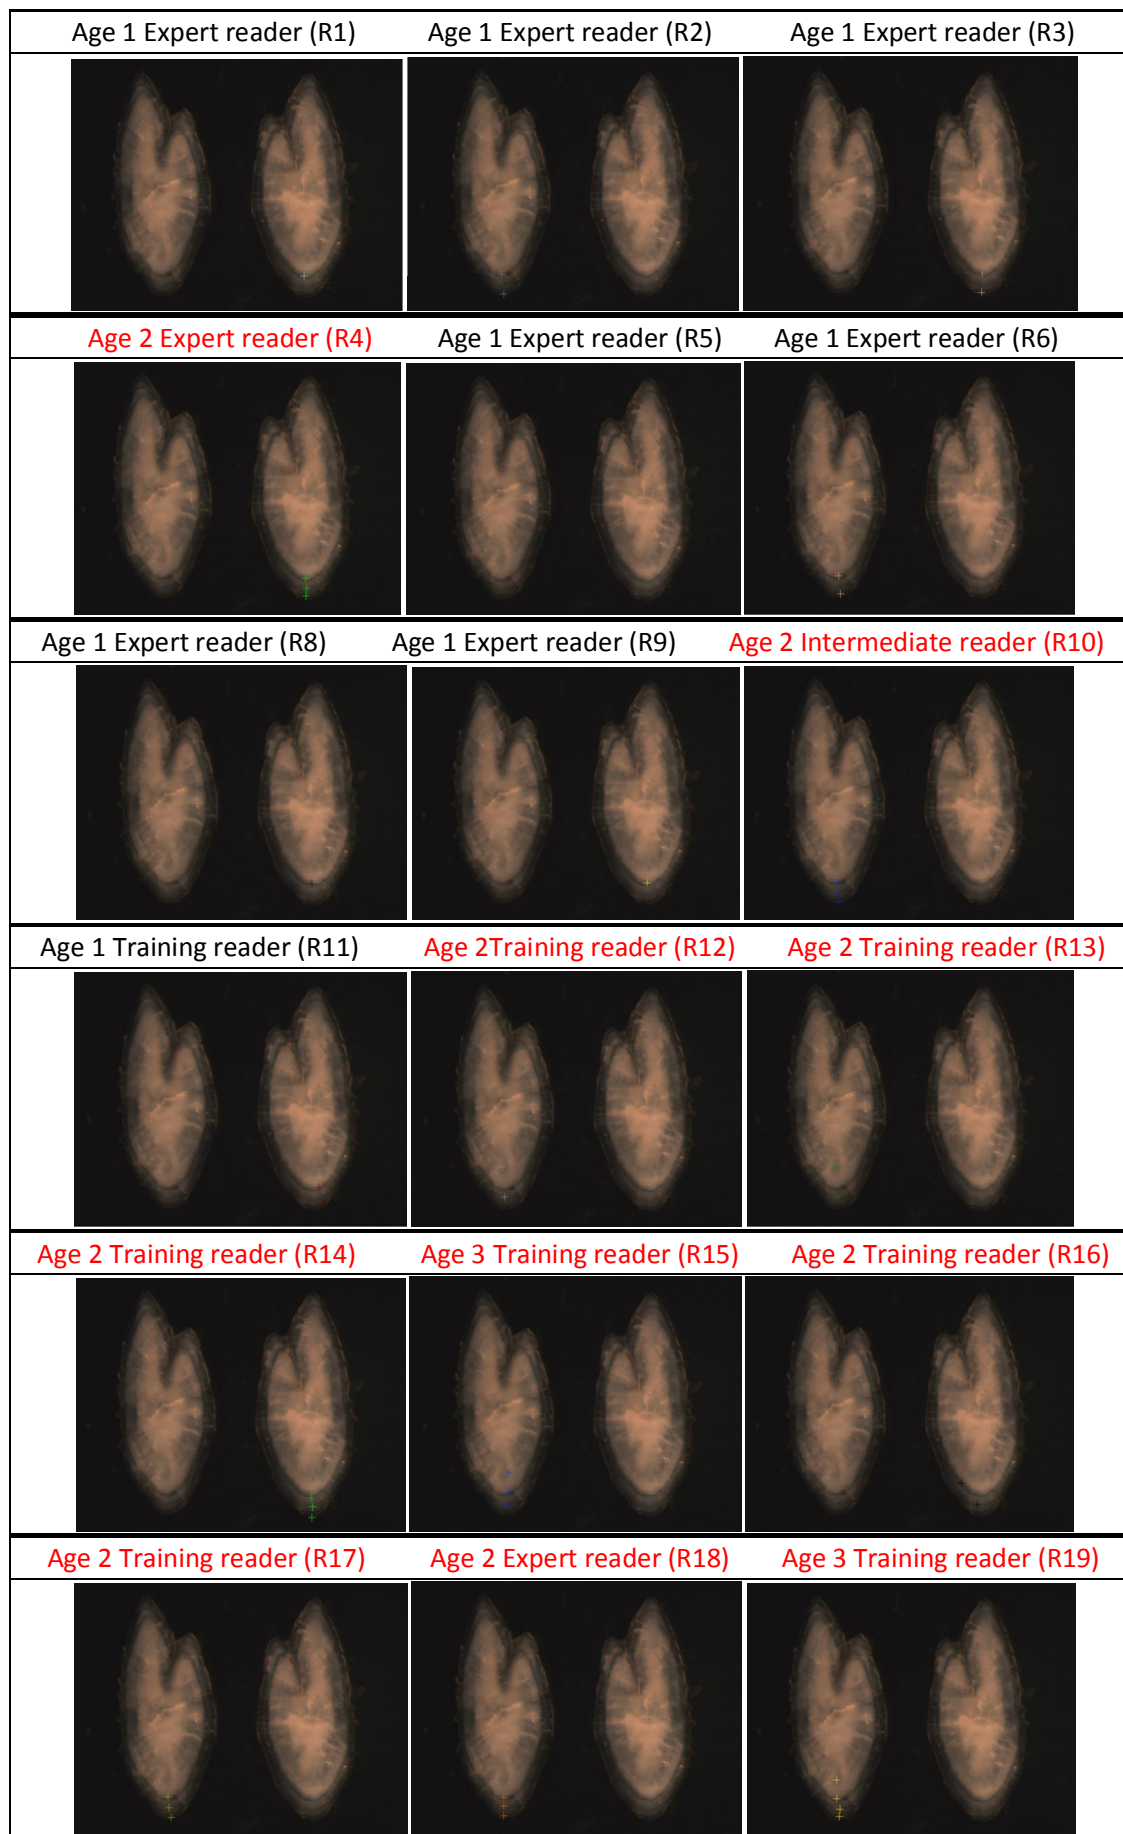 Age 1 Expert reader (R1) Age 1 Expert reader (R2) Age 1 Expert reader (R3)
Age 2 Expert reader (R4) Age 1 Expert reader (R5) Age 1 Expert reader (R6)
Age 1 Expert reader (R8) Age 1 Expert reader (R9) Age 2 Intermediate reader (R10)
Age 1 Training reader (R11) Age 2Training reader (R12) Age 2 Training reader (R13)
Age 2 Training reader (R14) Age 3 Training reader (R15) Age 2 Training reader (R16)
Age 2 Training reader (R17) Age 2 Expert reader (R18) Age 3 Training reader (R19)